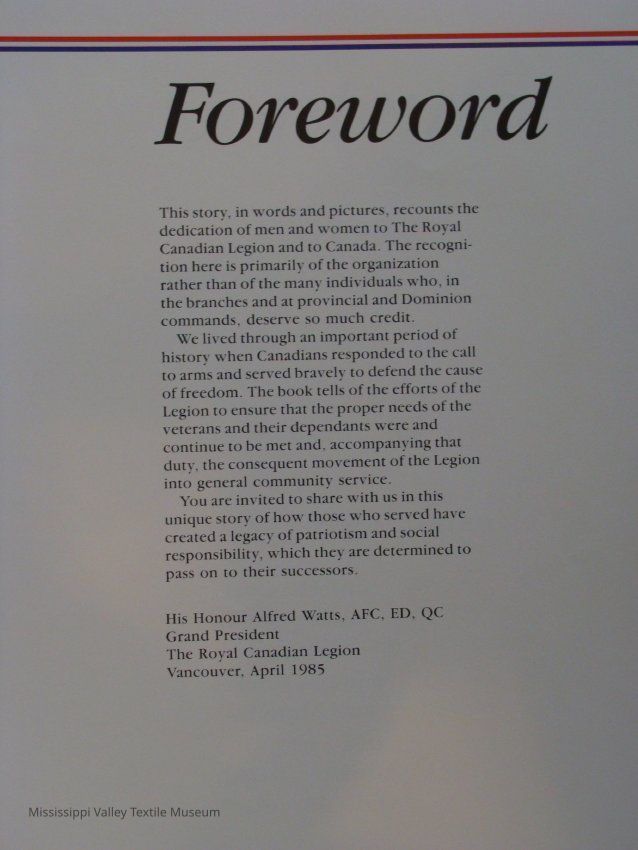 Foreword
This story, in words and pictures, recounts the
dedication of men and women to The Royal
Canadian Legion and to Canada. The recogni-
tion here is primarily of the organization
rather than of the many individuals who, in
the branches and at provincial and Dominion
commands, deserve so much credit.
We lived through an important period of
history when Canadians responded to the call
to arms and served bravely to defend the cause
of freedom. The book tells of the efforts of the
Legion to ensure that the proper needs of the
veterans and their dependants were and
continue to be met and, accompanying that
duty, the consequent movement of the Legion
into general community service.
You are invited to share with us in this
unique story of how those who served have
created a legacy of patriotism and social
responsibility, which they are determined to
pass on to their successors.
His Honour Alfred Watts, AFC, ED, QC
Grand President
The Royal Canadian Legion
Vancouver, April 1985
Mississippi Valley Textile Museum